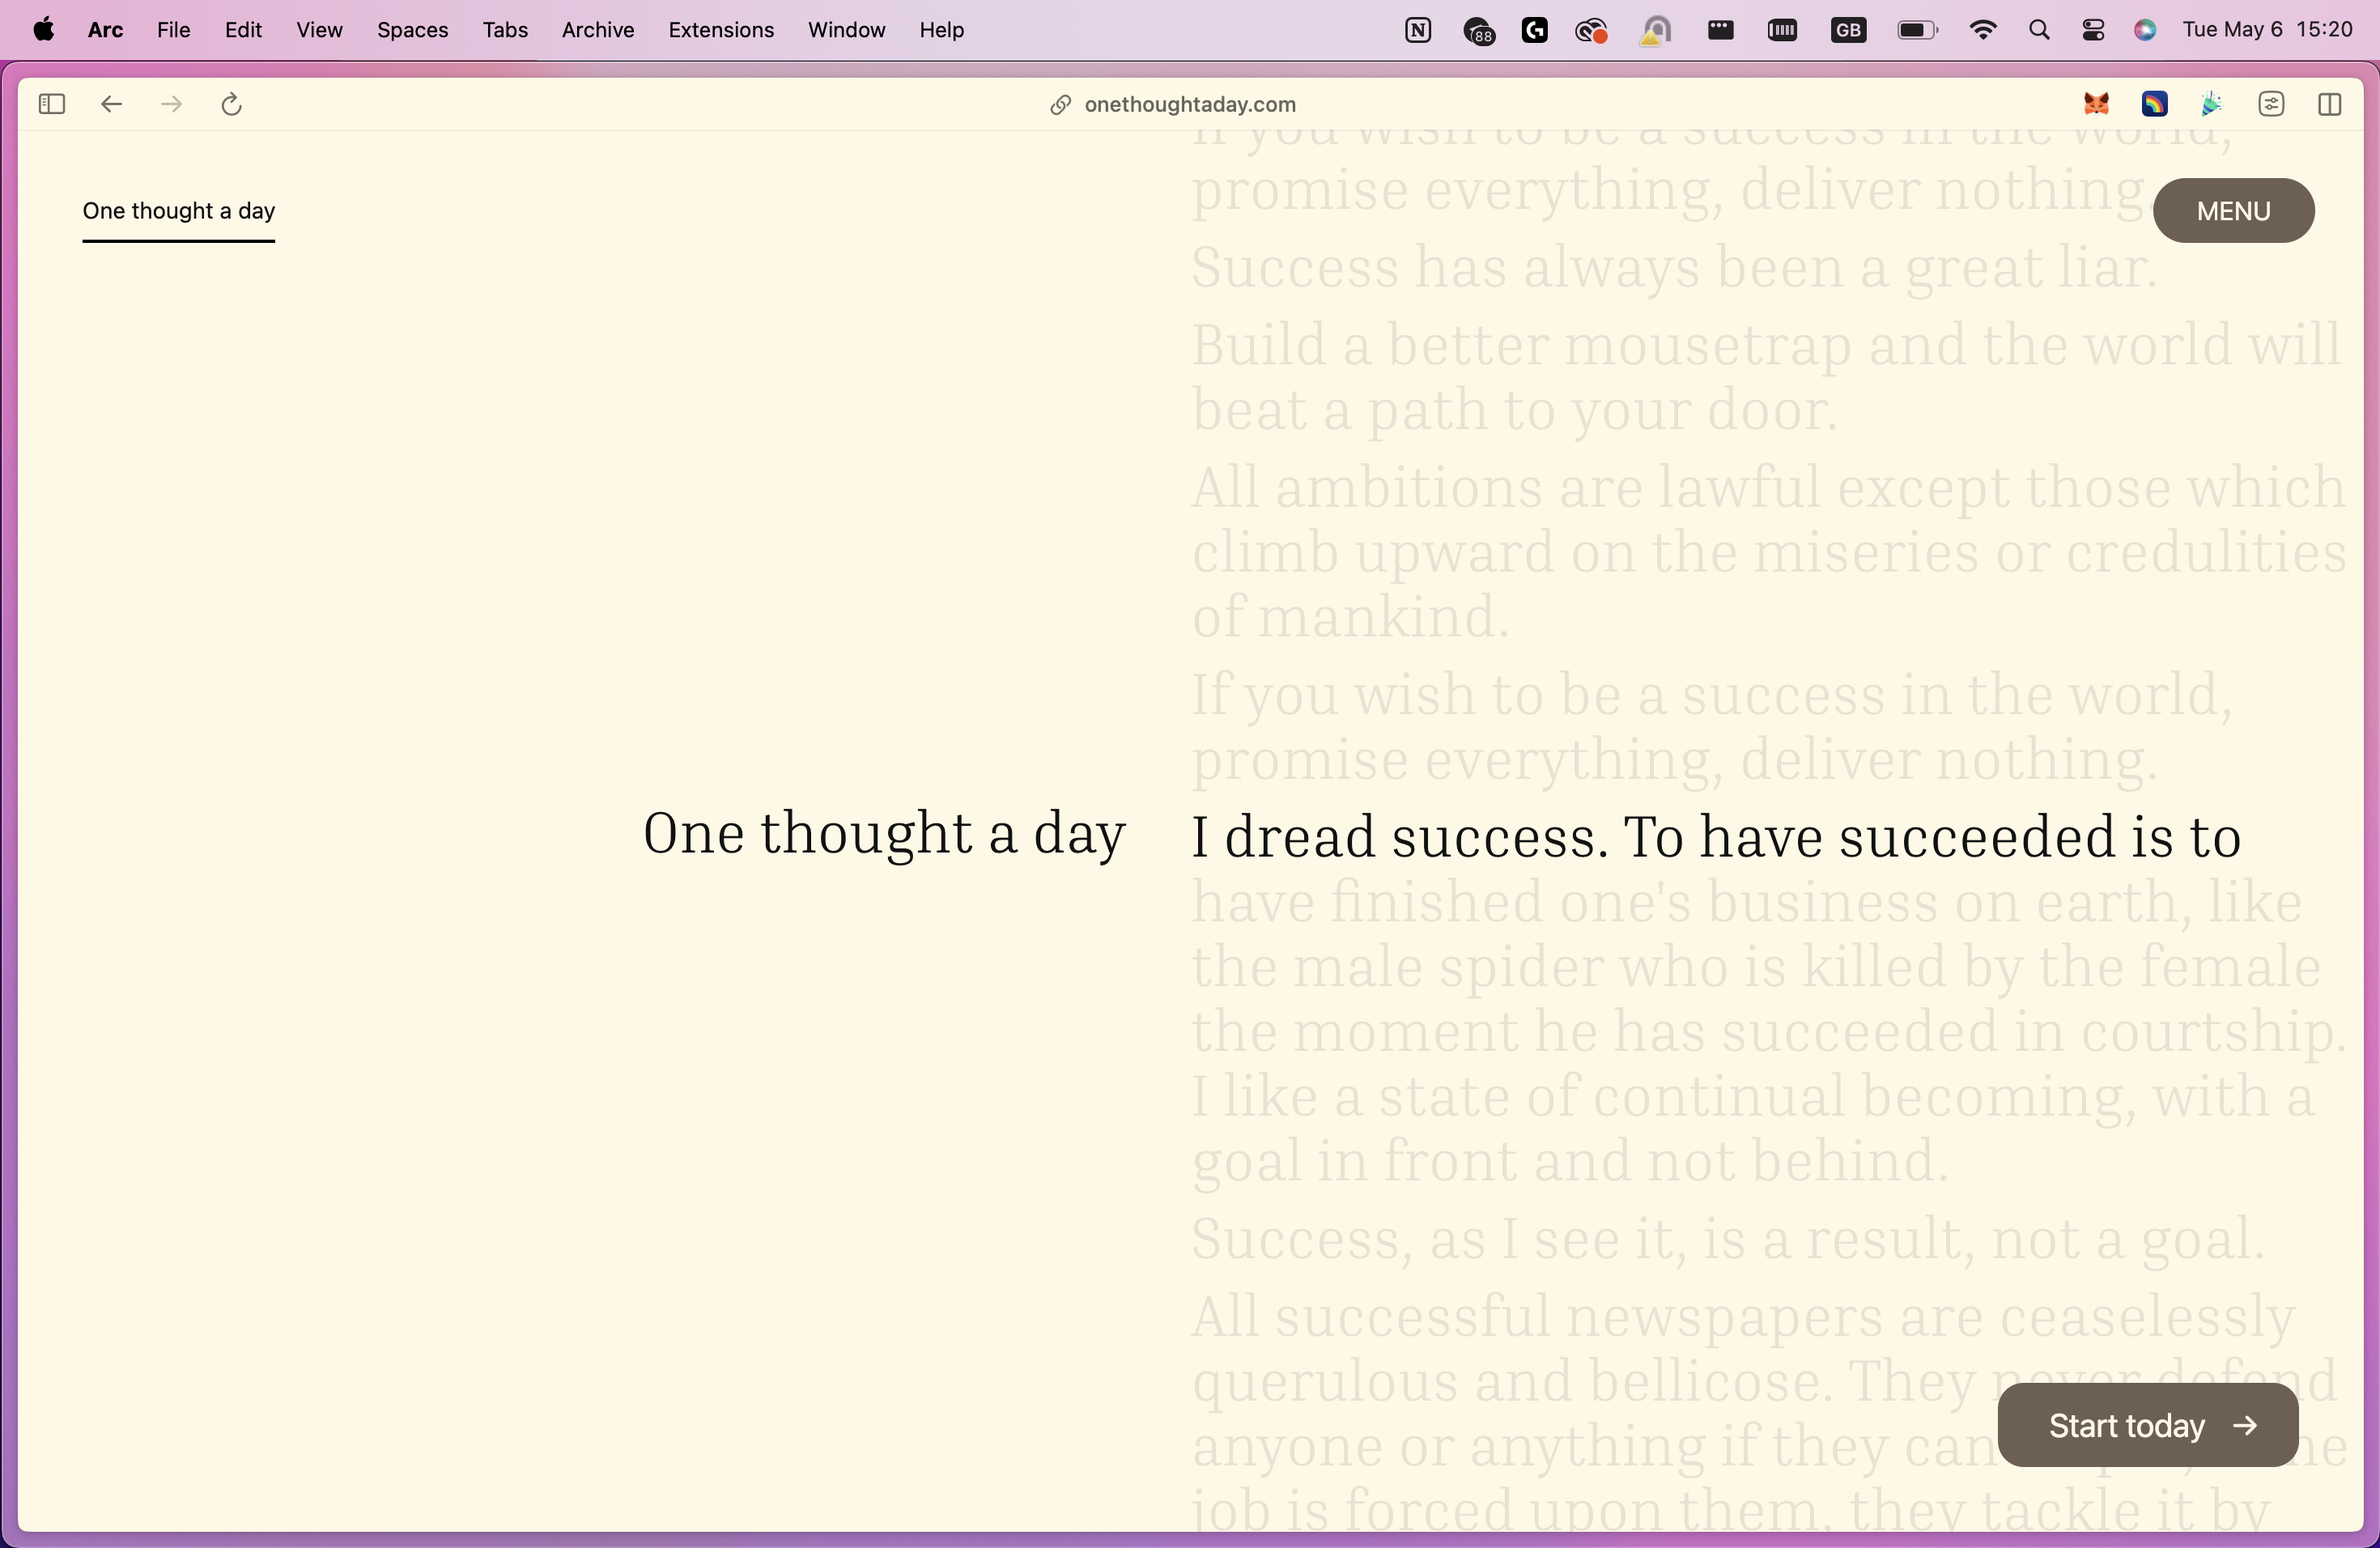 Arc File Edit View Spaces Tabs Archive Extensions Window Help 88 GB Tue May 6 15:20
onethoughtaday.com
One thought a day
MENU
If you wish to be a success in the world,
promise everything, deliver nothing.
Success has always been a great liar.
Build a better mousetrap and the world will
beat a path to your door.
All ambitions are lawful except those which
climb upward on the miseries or credulities
of mankind.
If you wish to be a success in the world,
promise everything, deliver nothing.
One thought a day
I dread success. To have succeeded is to
have finished one's business on earth, like
the male spider who is killed by the female
the moment he has succeeded in courtship.
I like a state of continual becoming, with a
goal in front and not behind.
Success, as I see it, is a result, not a goal.
All successful newspapers are ceaselessly
querulous and bellicose. They never defend
anyone or anything if they can
job is forced upon them, they tackle it by
Start today →